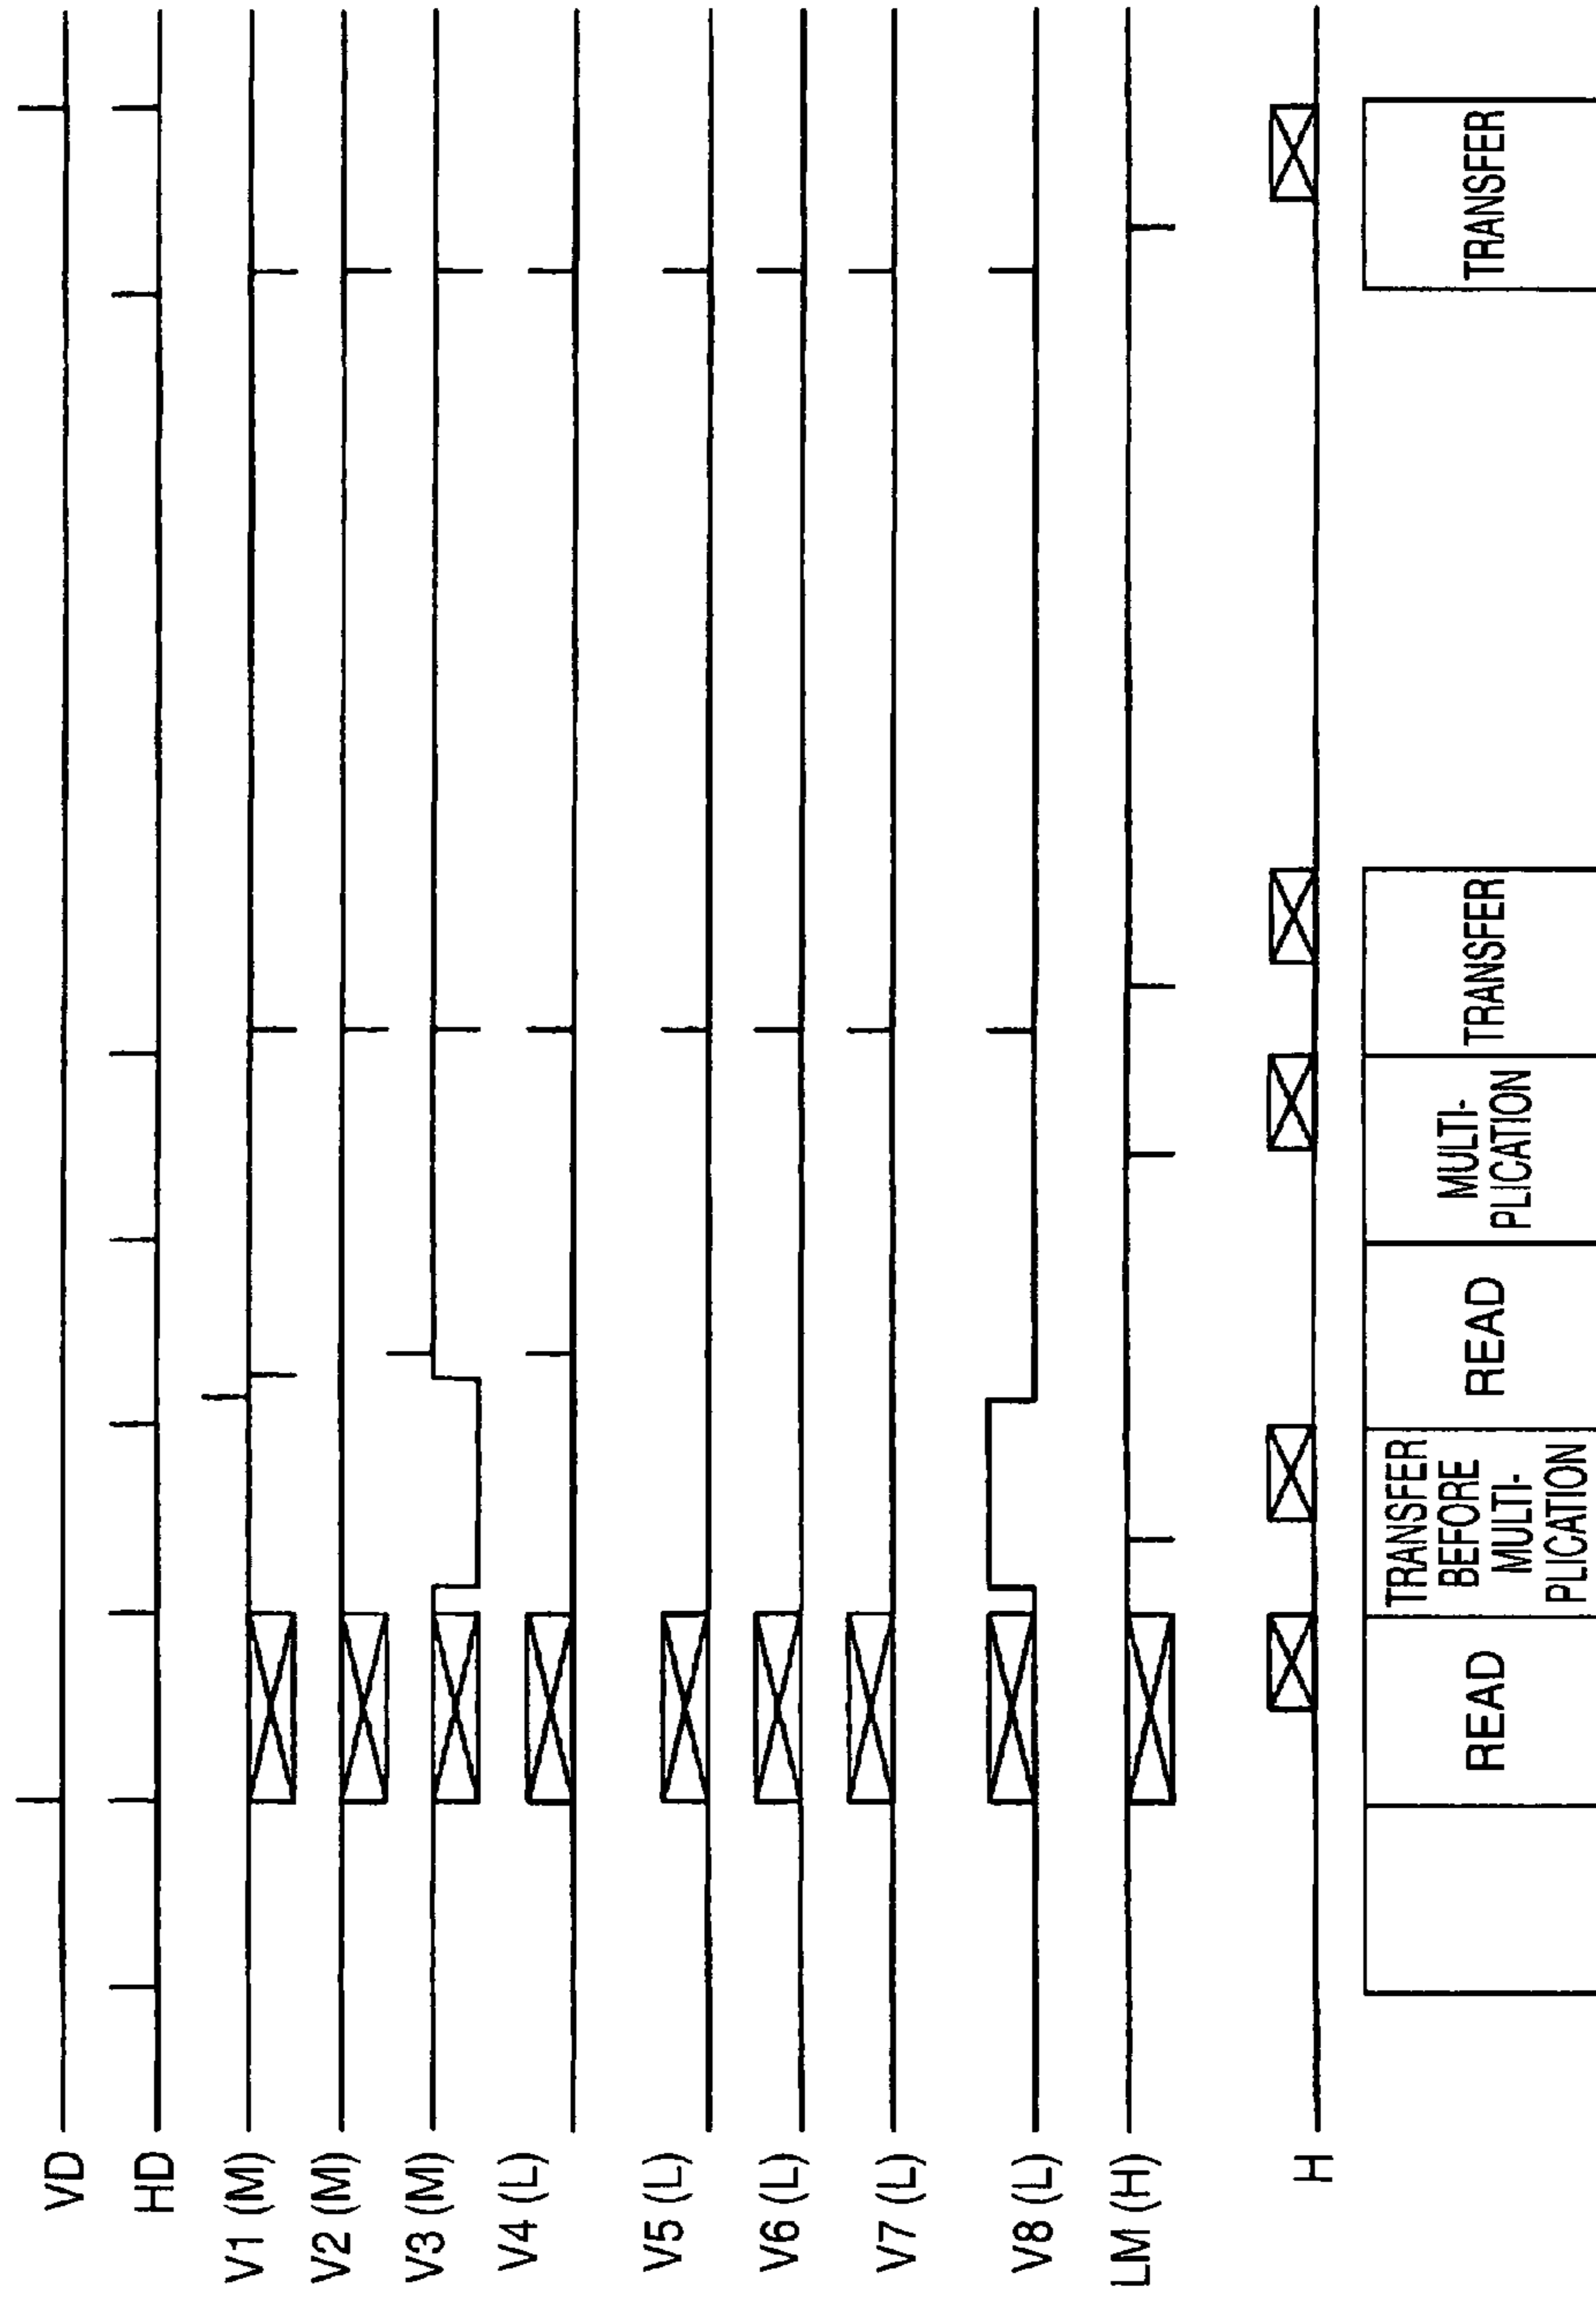 VD
HD
V1 (M)
V2 (M)
V3 (M)
V4 (L)
V5 (L)
V6 (L)
V7 (L)
V8 (L)
LM (H)
H
READ
TRANSFER
BEFORE
MULTI-
PLICATION
READ
MULTI-
PLICATION
TRANSFER
TRANSFER